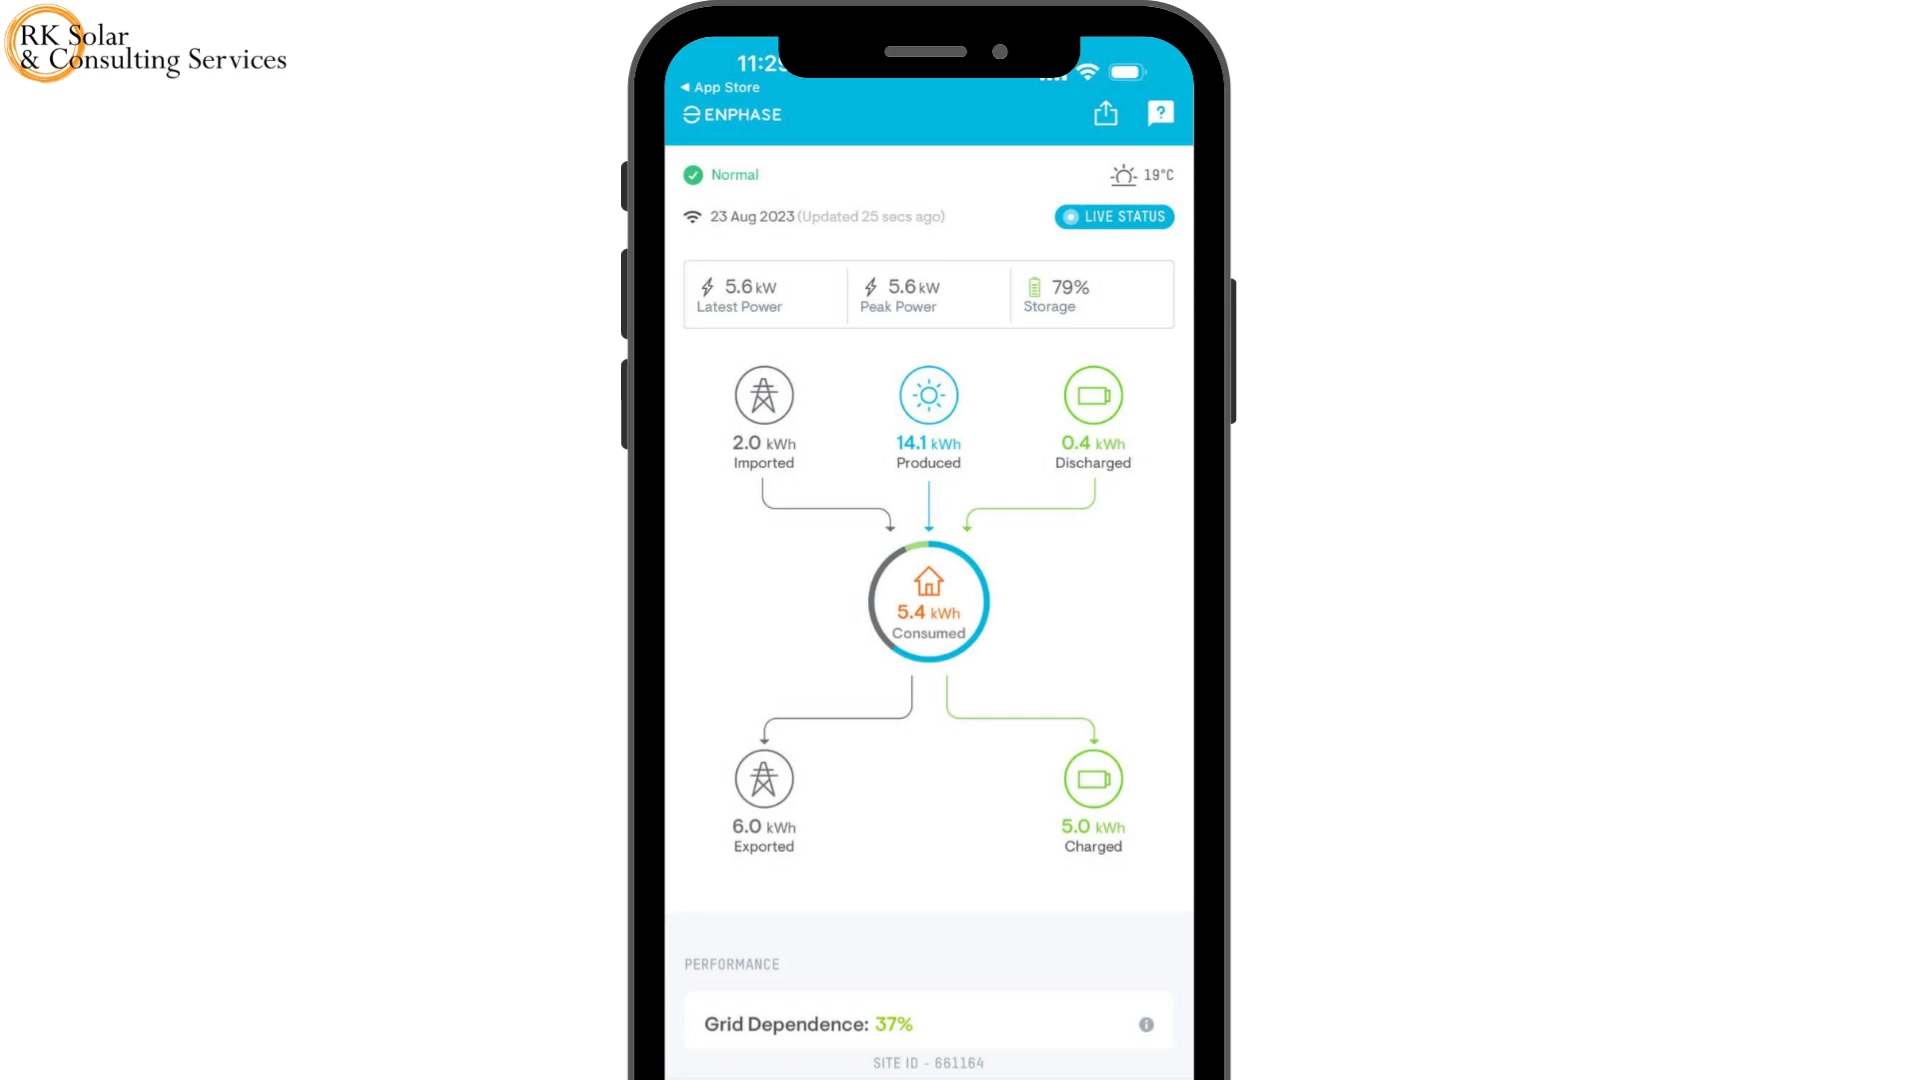 RK Solar
& Consulting Services
App Store
ENPHASE
?
Normal
19°C
23 Aug 2023 (Updated 25 secs ago)
LIVE STATUS
5.6 kW
Latest Power
5.6 kW
Peak Power
79%
Storage
2.0 kWh
Imported
14.1 kWh
Produced
0.4 kWh
Discharged
5.4 kWh
Consumed
6.0 kWh
Exported
5.0 kWh
Charged
PERFORMANCE
Grid Dependence: 37%
SITE ID - 661164